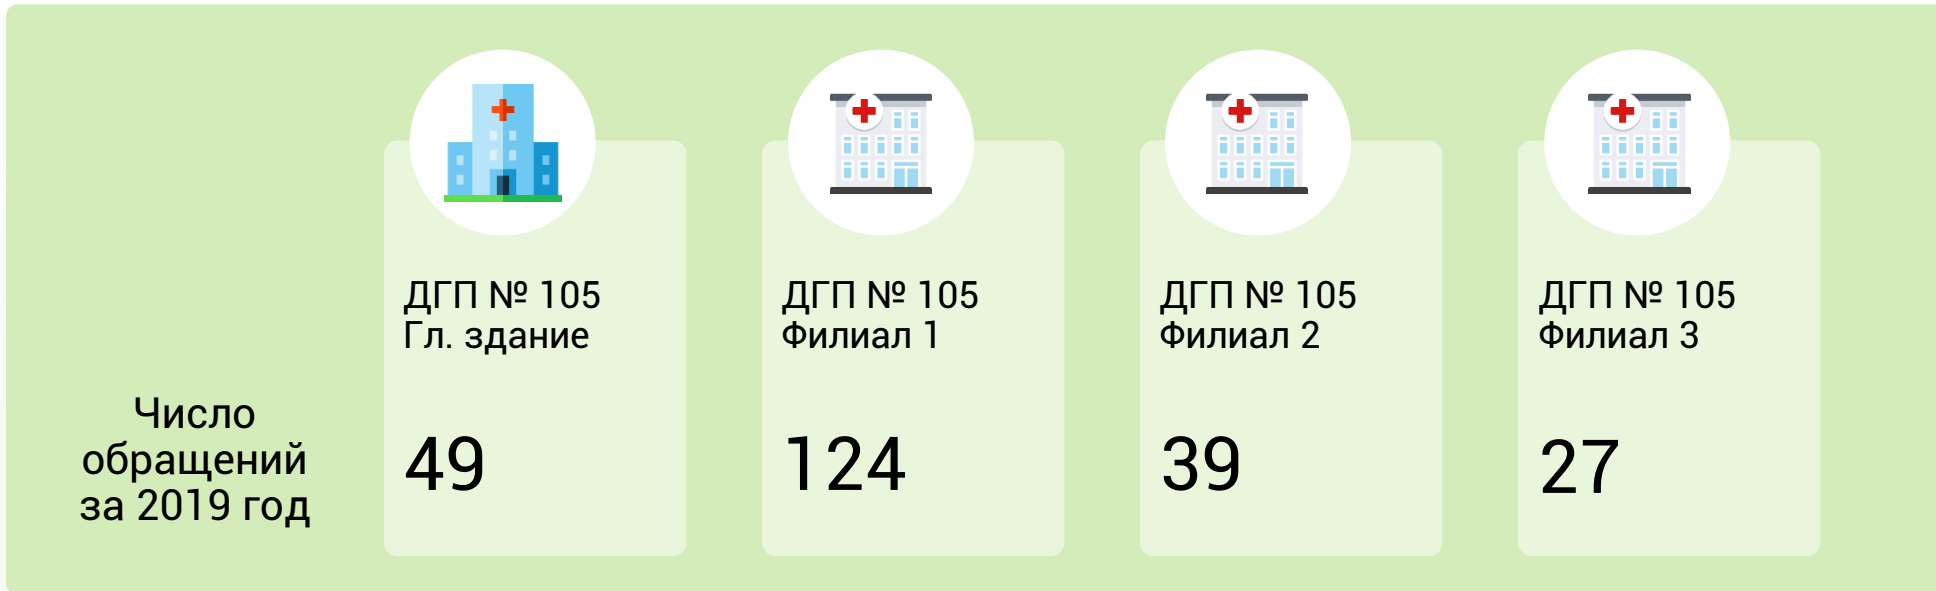 ДГП № 105
Гл. здание
ДГП № 105
Филиал 1
ДГП № 105
Филиал 2
ДГП № 105
Филиал 3
Число
обращений
за 2019 год
49
124
39
27